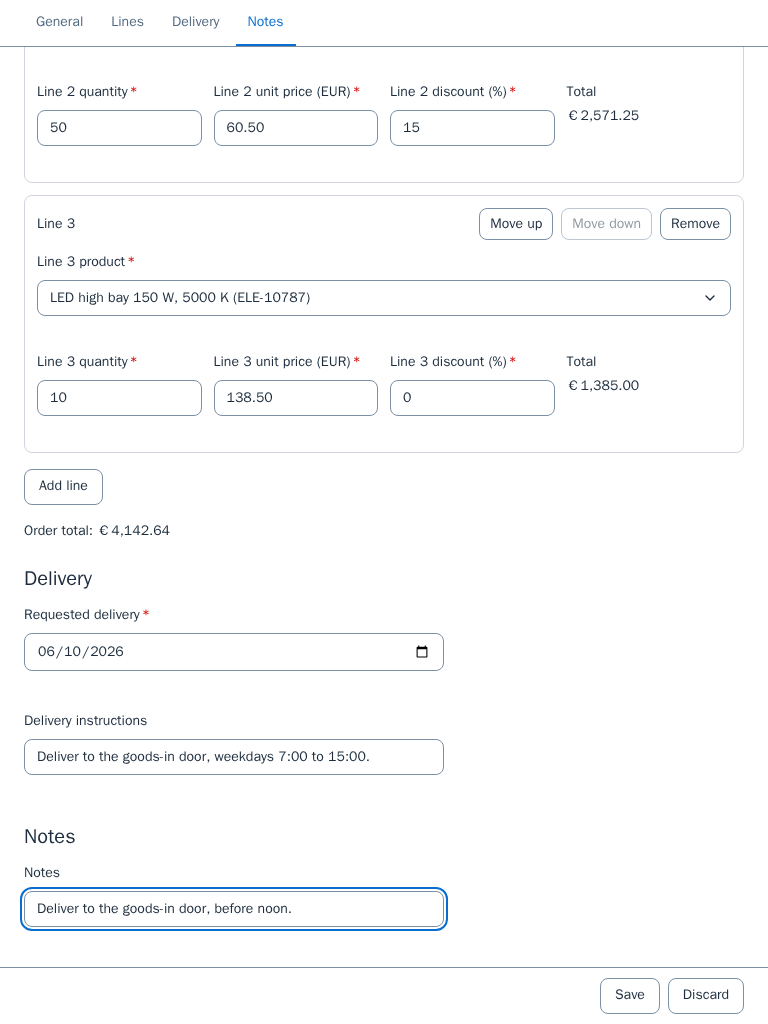 General Lines Delivery Notes
Line 2 quantity* Line 2 unit price (EUR)* Line 2 discount (%)* Total
50 60.50 15 € 2,571.25
Line 3 Move up Move down Remove
Line 3 product*
LED high bay 150 W, 5000 K (ELE-10787)
Line 3 quantity* Line 3 unit price (EUR)* Line 3 discount (%)* Total
10 138.50 0 € 1,385.00
Add line
Order total: € 4,142.64
Delivery
Requested delivery*
06/10/2026
Delivery instructions
Deliver to the goods-in door, weekdays 7:00 to 15:00.
Notes
Notes
Deliver to the goods-in door, before noon.
Save Discard